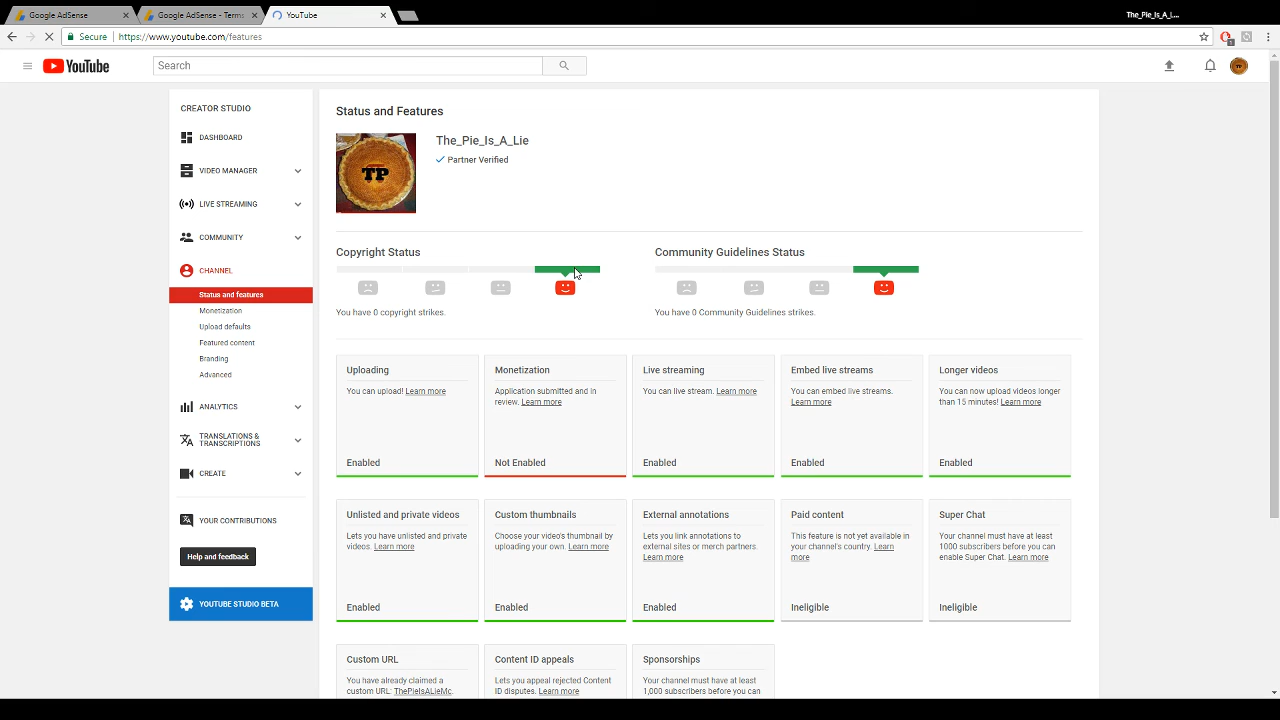 Google AdSense
Google AdSense - Terms
YouTube
The_Pie_Is_A_L...
Secure
https://www.youtube.com/features
1
YouTube
Search
TP
CREATOR STUDIO
DASHBOARD
VIDEO MANAGER
LIVE STREAMING
COMMUNITY
CHANNEL
Status and features
Monetization
Upload defaults
Featured content
Branding
Advanced
ANALYTICS
TRANSLATIONS &
TRANSCRIPTIONS
CREATE
YOUR CONTRIBUTIONS
Help and feedback
YOUTUBE STUDIO BETA
Status and Features
TP
The_Pie_Is_A_Lie
Partner Verified
Copyright Status
You have 0 copyright strikes.
Community Guidelines Status
You have 0 Community Guidelines strikes.
Uploading
You can upload! Learn more
Enabled
Monetization
Application submitted and in
review. Learn more
Not Enabled
Live streaming
You can live stream. Learn more
Enabled
Embed live streams
You can embed live streams.
Learn more
Enabled
Longer videos
You can now upload videos longer
than 15 minutes! Learn more
Enabled
Unlisted and private videos
Lets you have unlisted and private
videos. Learn more
Enabled
Custom thumbnails
Choose your video's thumbnail by
uploading your own. Learn more
Enabled
External annotations
Lets you link annotations to
external sites or merch partners.
Learn more
Enabled
Paid content
This feature is not yet available in
your channel's country. Learn
more
Ineligible
Super Chat
Your channel must have at least
1000 subscribers before you can
enable Super Chat. Learn more
Ineligible
Custom URL
You have already claimed a
custom URL: ThePieIsALieMc.
Content ID appeals
Lets you appeal rejected Content
ID disputes. Learn more
Sponsorships
Your channel must have at least
1,000 subscribers before you can